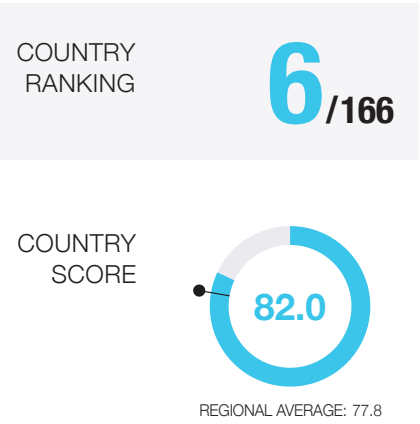 COUNTRY
RANKING
6/166
COUNTRY
SCORE
82.0
REGIONAL AVERAGE: 77.8